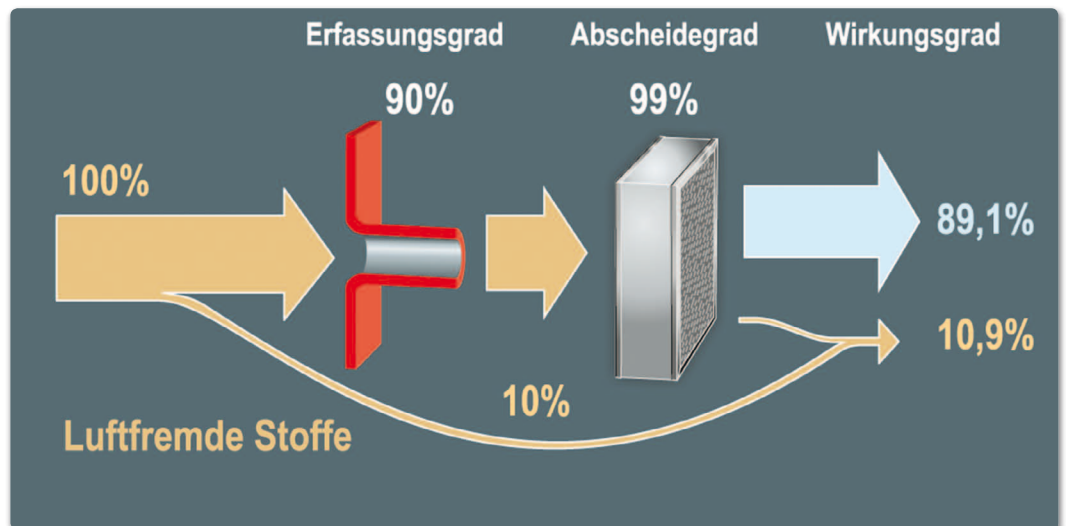 Erfassungsgrad Abscheidegrad Wirkungsgrad
90% 99%
100%
89,1%
10,9%
10%
Luftfremde Stoffe